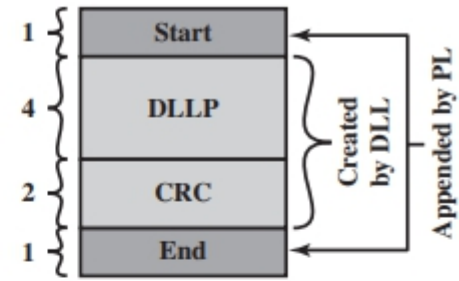 1 Start
4 DLLP
2 CRC
1 End
Created
by DLL
Appended by PL